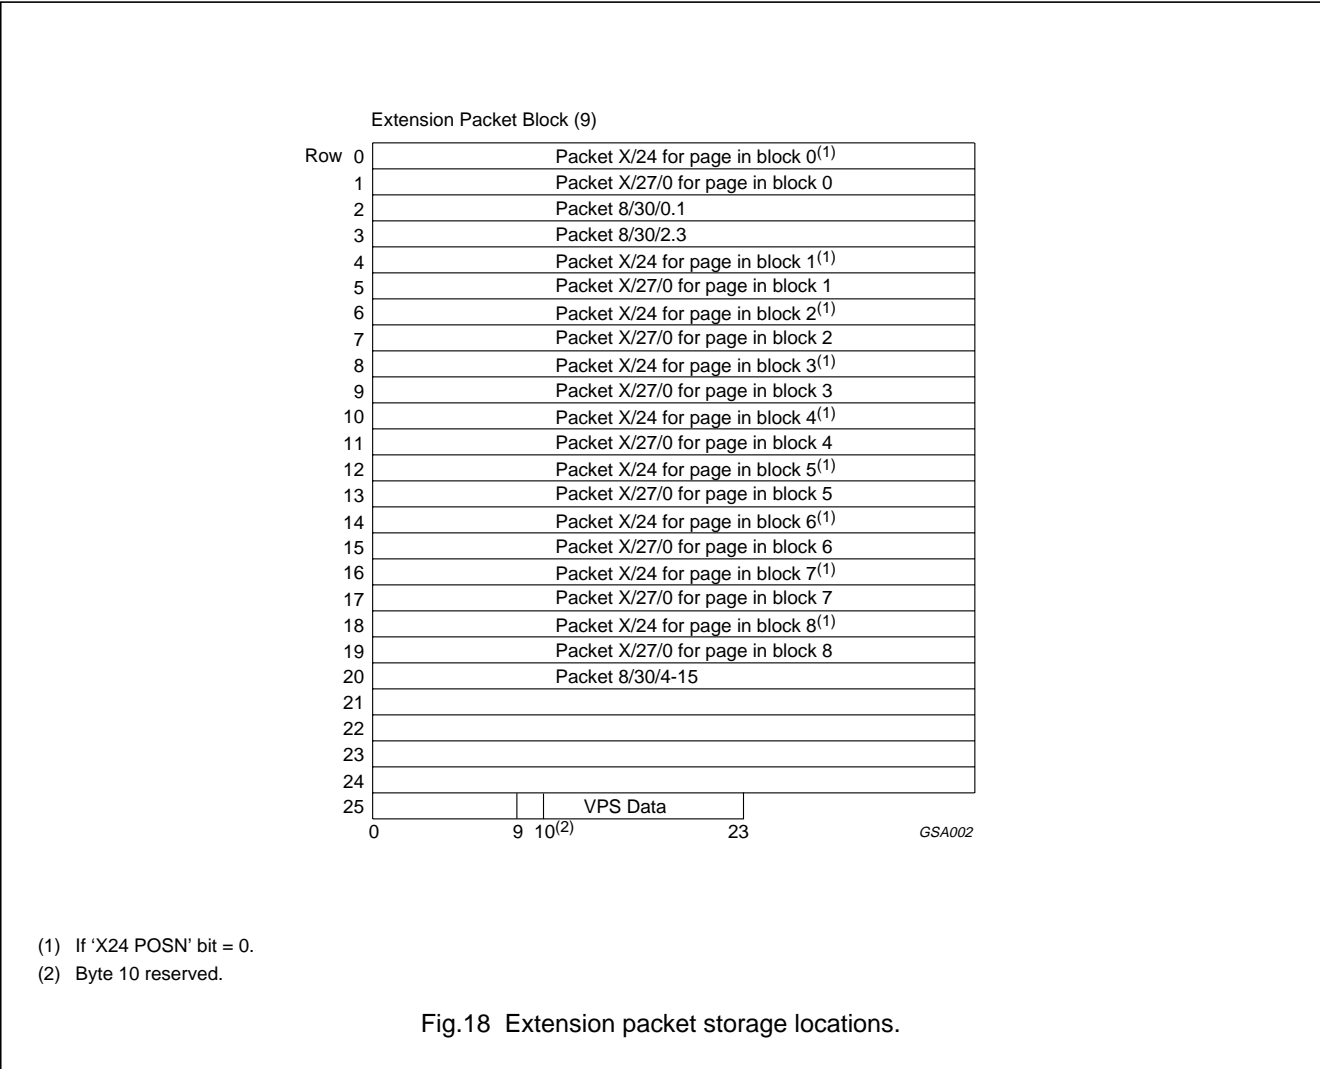 Extension Packet Block (9)
Row 0 Packet X/24 for page in block 0(1)
1 Packet X/27/0 for page in block 0
2 Packet 8/30/0.1
3 Packet 8/30/2.3
4 Packet X/24 for page in block 1(1)
5 Packet X/27/0 for page in block 1
6 Packet X/24 for page in block 2(1)
7 Packet X/27/0 for page in block 2
8 Packet X/24 for page in block 3(1)
9 Packet X/27/0 for page in block 3
10 Packet X/24 for page in block 4(1)
11 Packet X/27/0 for page in block 4
12 Packet X/24 for page in block 5(1)
13 Packet X/27/0 for page in block 5
14 Packet X/24 for page in block 6(1)
15 Packet X/27/0 for page in block 6
16 Packet X/24 for page in block 7(1)
17 Packet X/27/0 for page in block 7
18 Packet X/24 for page in block 8(1)
19 Packet X/27/0 for page in block 8
20 Packet 8/30/4-15
21
22
23
24
25 VPS Data
0 9 10(2) 23 GSA002
(1) If ‘X24 POSN’ bit = 0.
(2) Byte 10 reserved.
Fig.18 Extension packet storage locations.